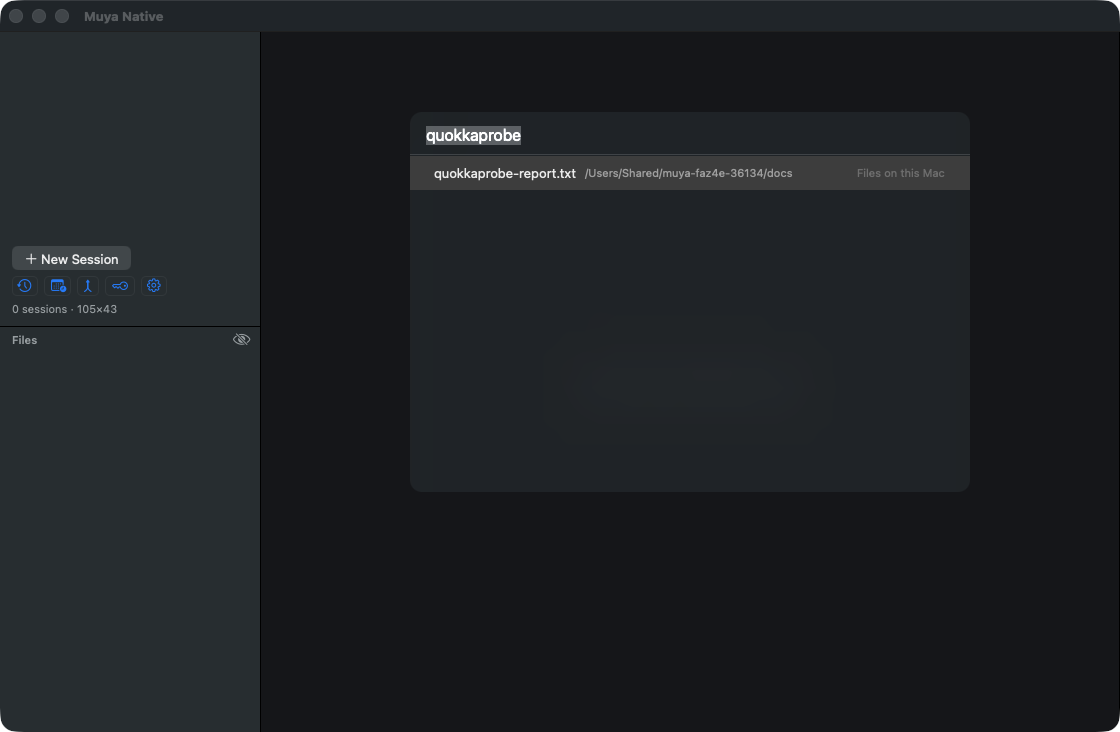 Muya Native
quokkaprobe
quokkaprobe-report.txt /Users/Shared/muya-faz4e-36134/docs Files on this Mac
+ New Session
0 sessions · 105×43
Files